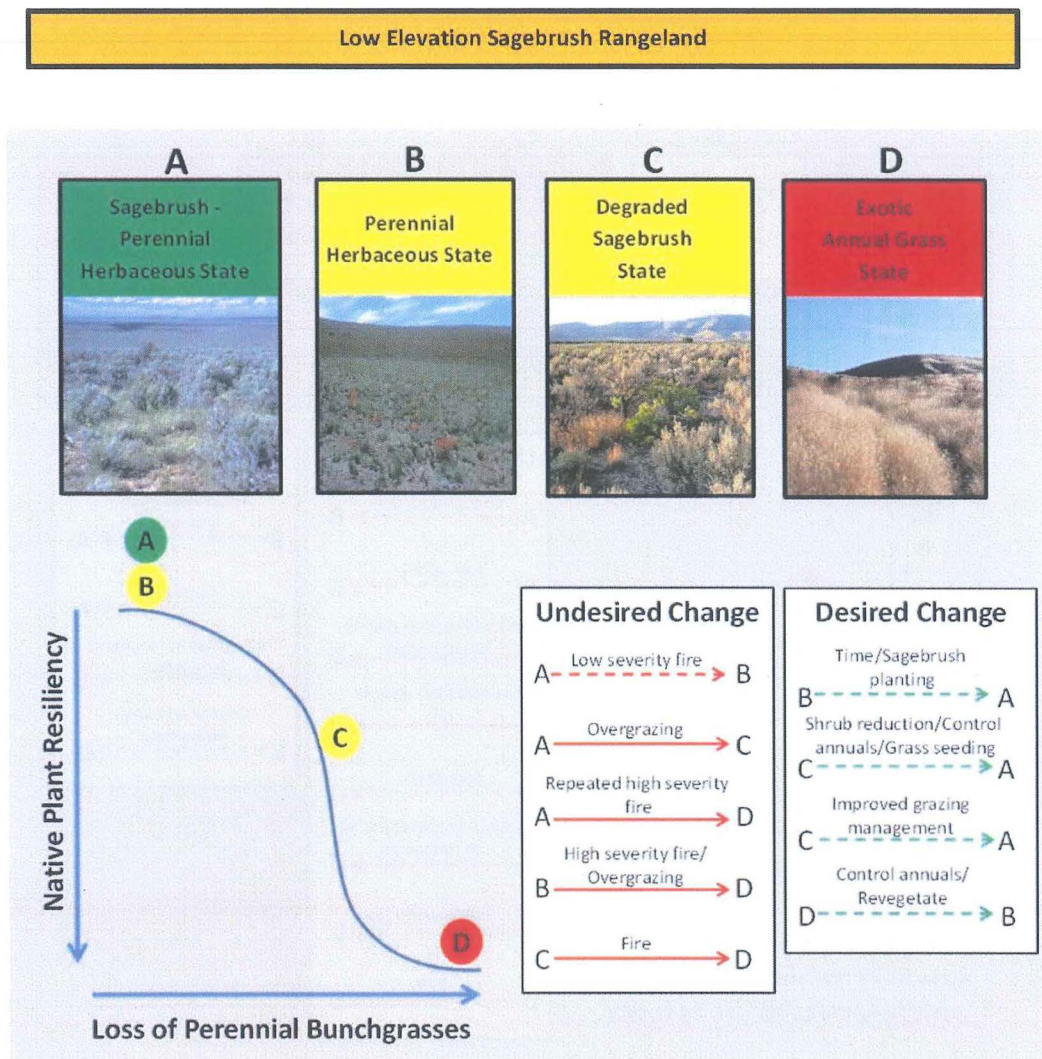 Low Elevation Sagebrush Rangeland
A
B
C
D
Sagebrush -
Perennial
Herbaceous State
Perennial
Herbaceous State
Degraded
Sagebrush
State
Exotic
Annual Grass
State
A
B
C
D
Native Plant Resiliency
Loss of Perennial Bunchgrasses
Undesired Change
Low severity fire
A B
Overgrazing
A C
Repeated high severity
fire
A D
High severity fire/
Overgrazing
B D
Fire
C D
Desired Change
Time/Sagebrush
planting
B A
Shrub reduction/Control
annuals/Grass seeding
C A
Improved grazing
management
C A
Control annuals/
Revegetate
D B